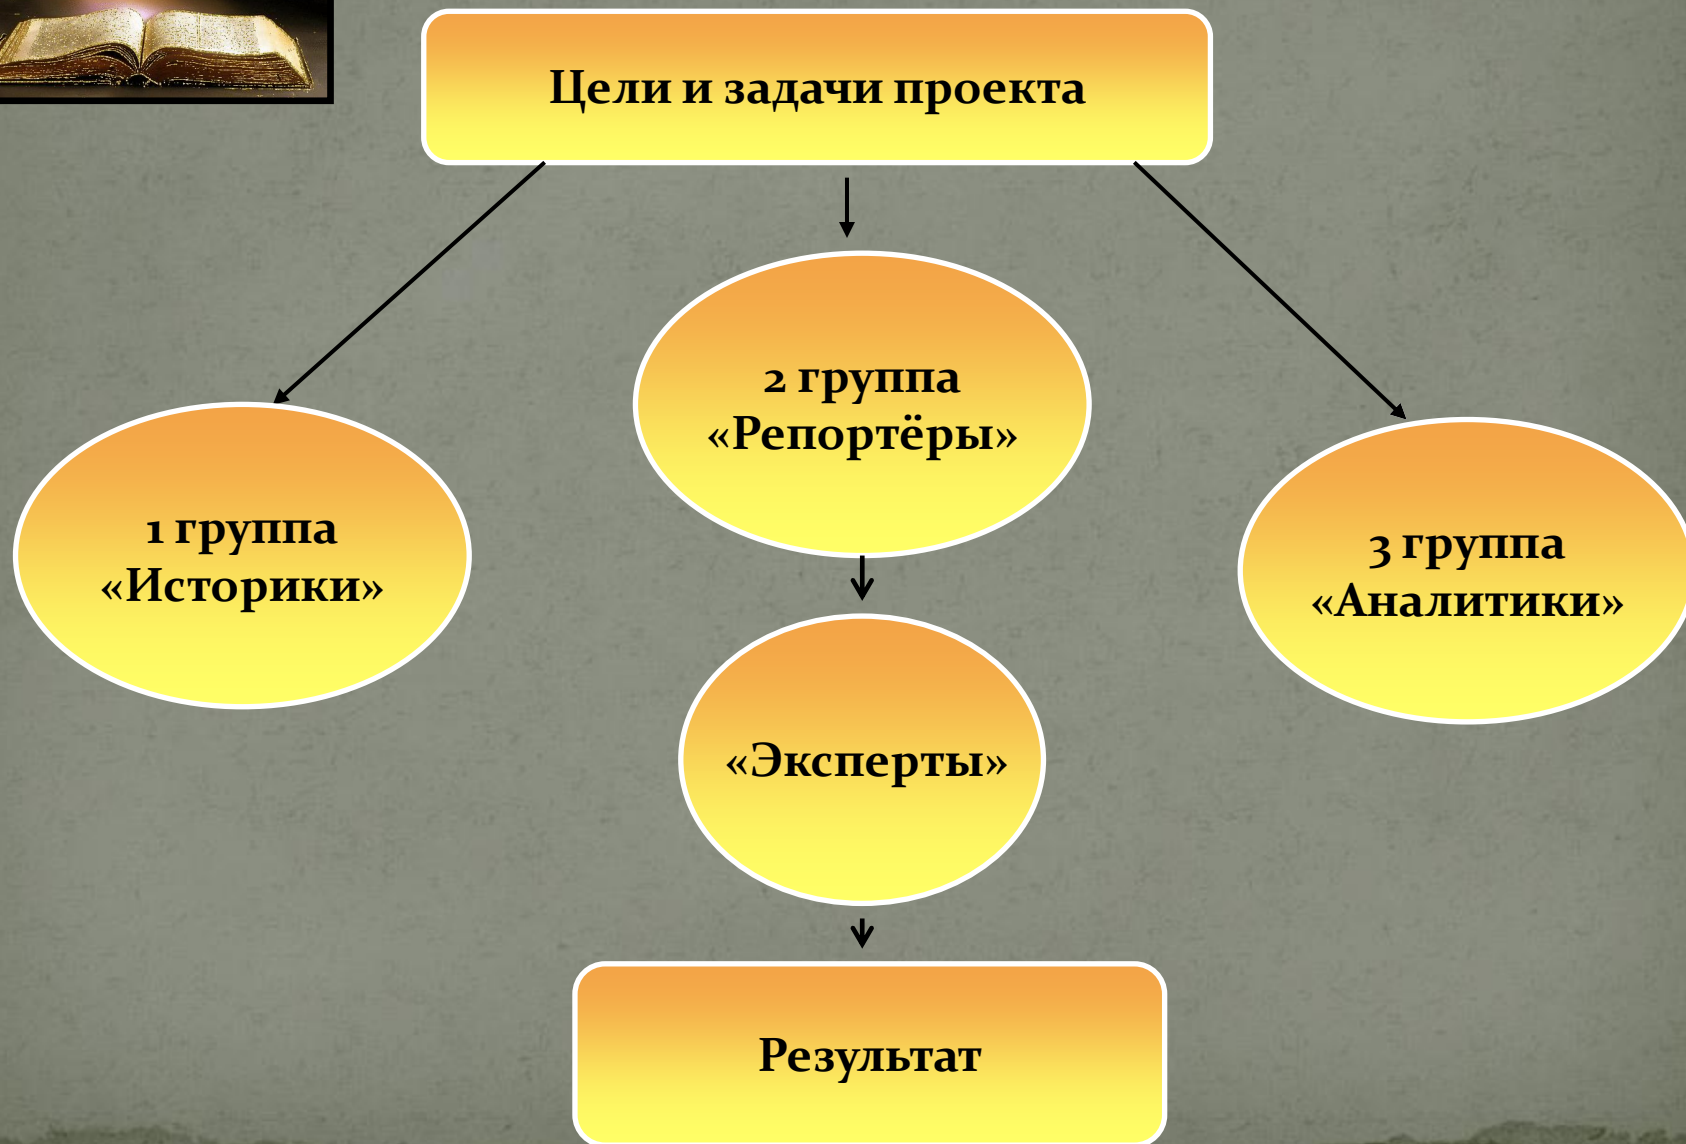 Цели и задачи проекта
2 группа
«Репортёры»
1 группа
«Историки»
3 группа
«Аналитики»
«Эксперты»
Результат